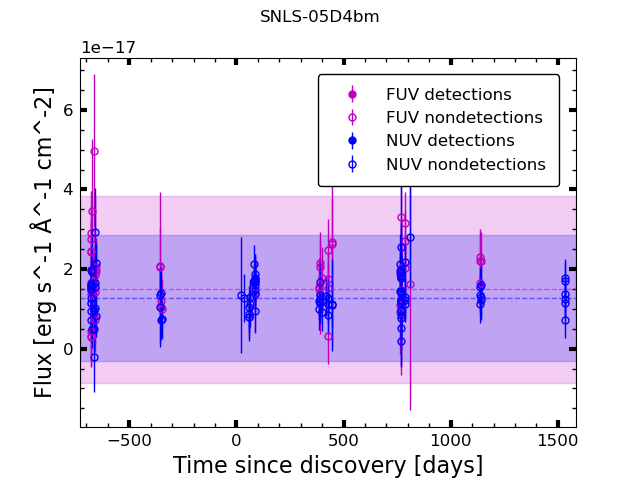 SNLS-05D4bm
1e−17
FUV detections
FUV nondetections
NUV detections
NUV nondetections
6
4
2
0
Flux [erg s^-1 Å^-1 cm^-2]
−500
0
500
1000
1500
Time since discovery [days]